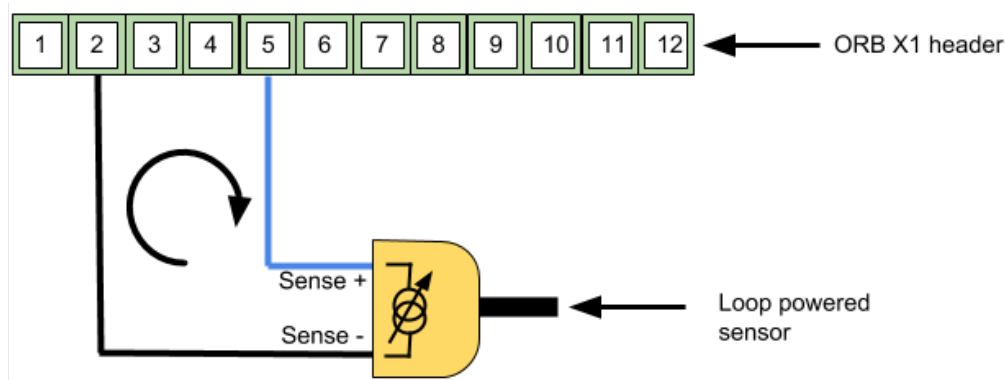 1 2 3 4 5 6 7 8 9 10 11 12
ORB X1 header
Sense +
Sense -
Loop powered
sensor